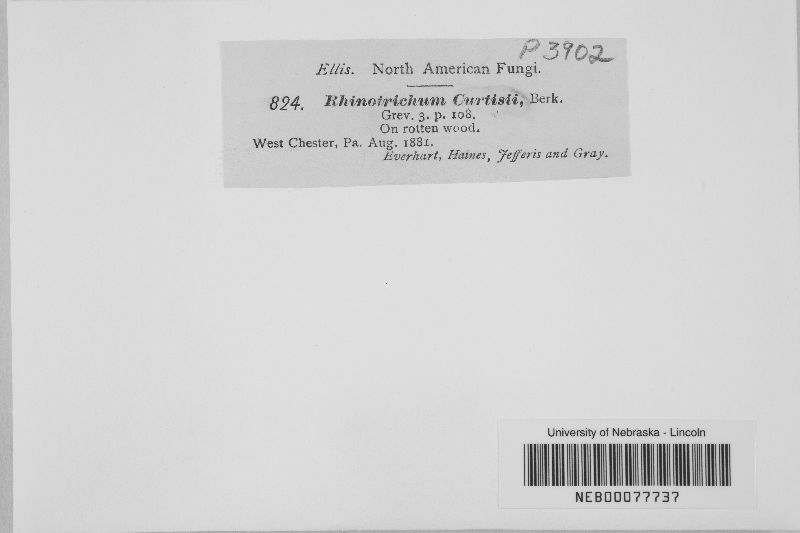 P 3902
Ellis. North American Fungi.
824. Rhinotrichum Curtisii, Berk.
Grev. 3. p. 108.
On rotten wood.
West Chester, Pa. Aug. 1881.
Everhart, Haines, Jefferis and Gray.
University of Nebraska - Lincoln
NEB00077737